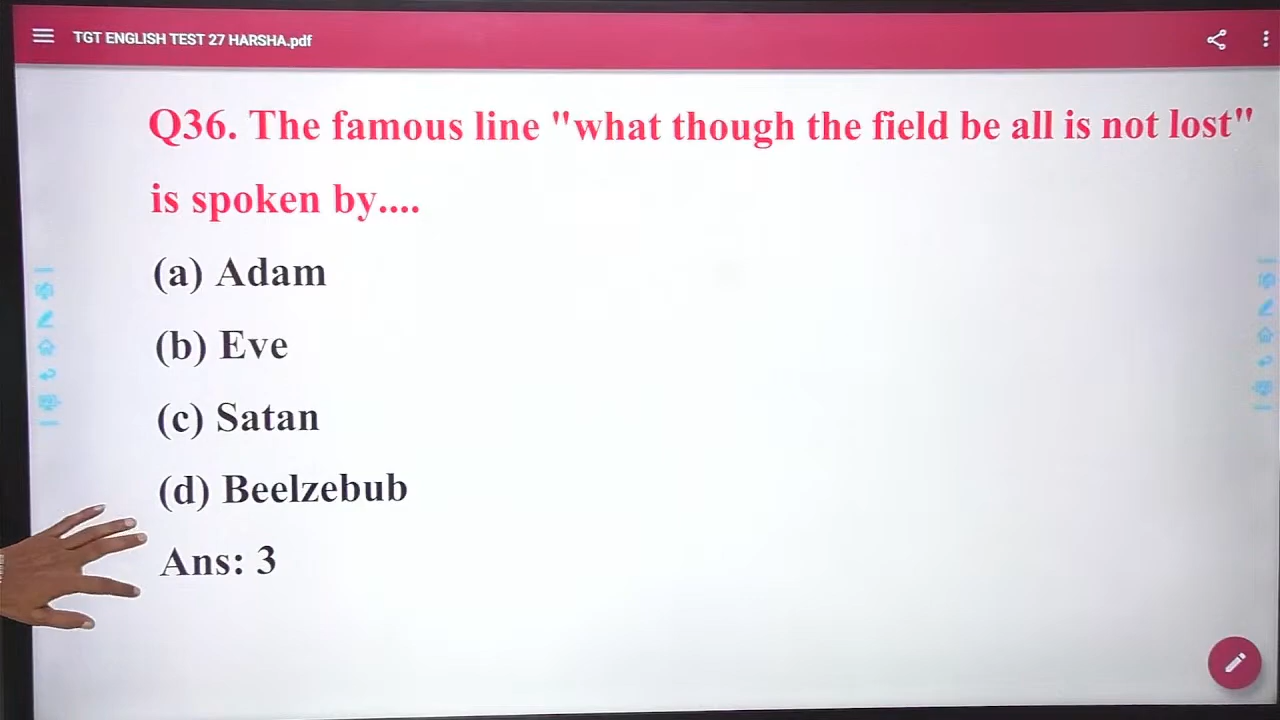 TGT ENGLISH TEST 27 HARSHA.pdf
Q36. The famous line "what though the field be all is not lost"
is spoken by....
(a) Adam
(b) Eve
(c) Satan
(d) Beelzebub
Ans: 3